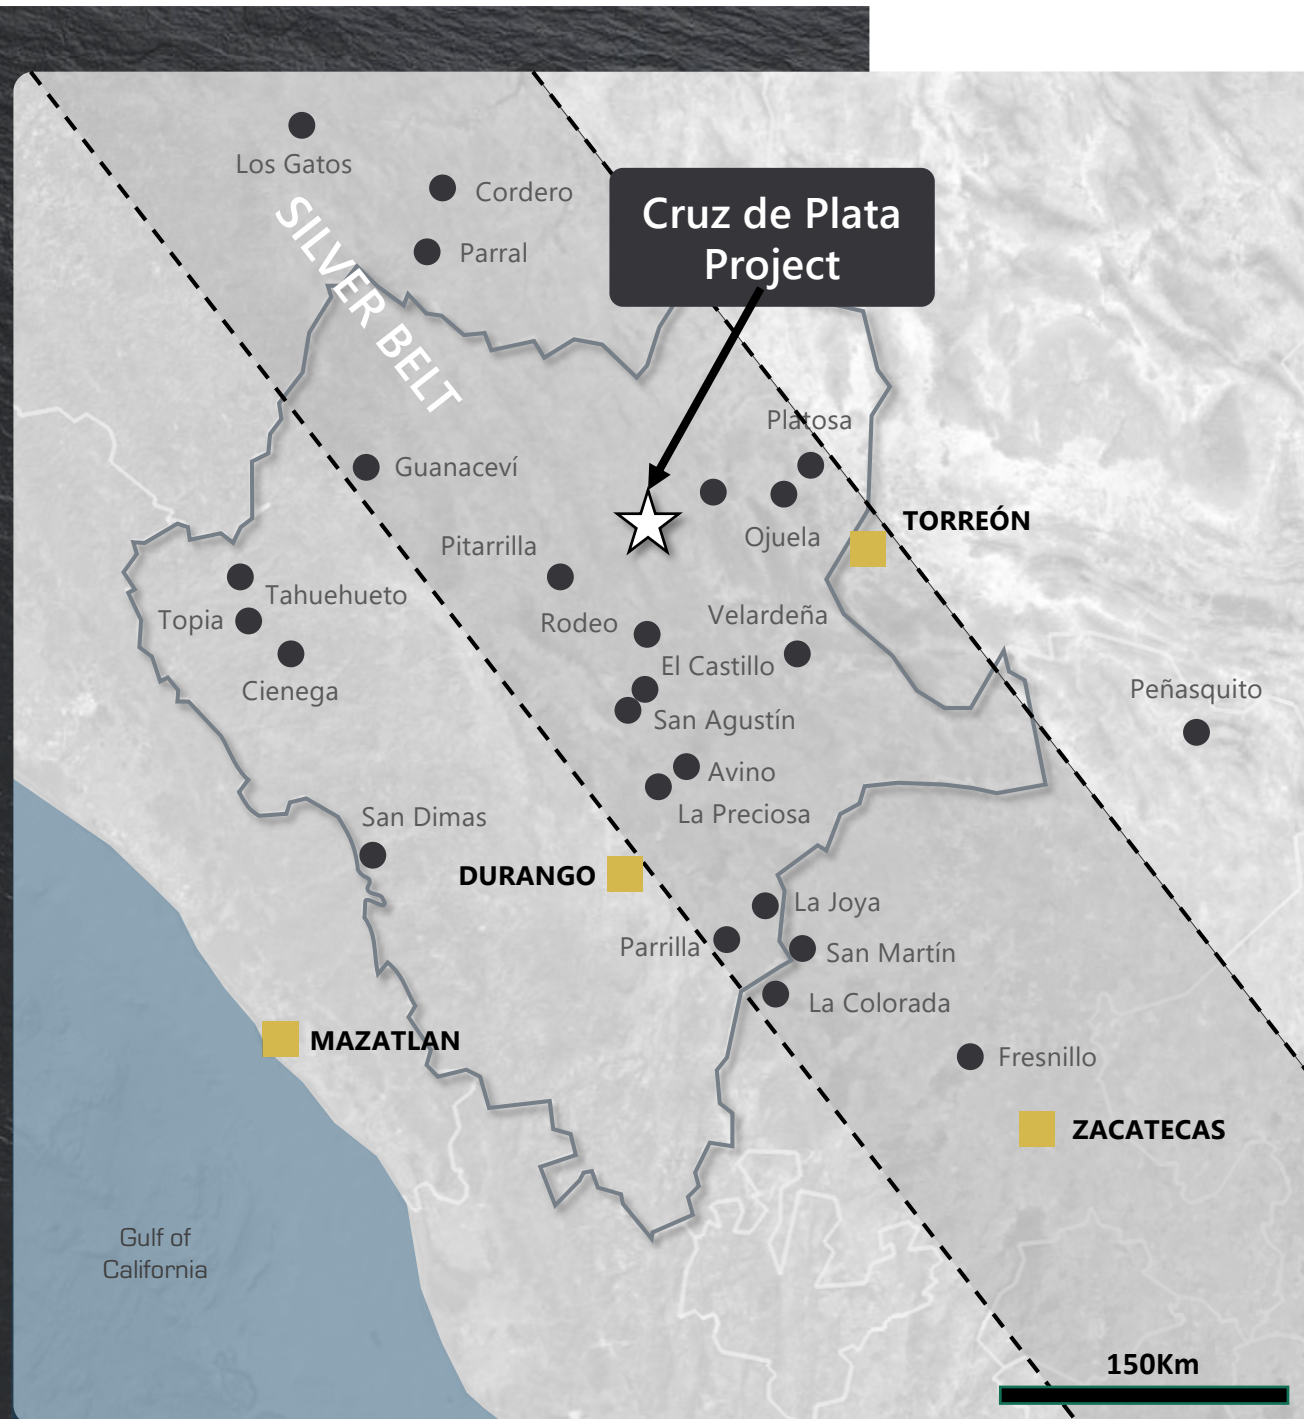 Los Gatos
Cordero
Parral
SILVER BELT
Cruz de Plata
Project
Platosa
Guanaceví
Ojuela
TORREÓN
Pitarrilla
Tahuehueto
Topia
Rodeo
Velardeña
El Castillo
Cienega
Peñasquito
San Agustín
Avino
La Preciosa
San Dimas
DURANGO
La Joya
Parrilla
San Martín
La Colorada
MAZATLAN
Fresnillo
ZACATECAS
Gulf of
California
150Km